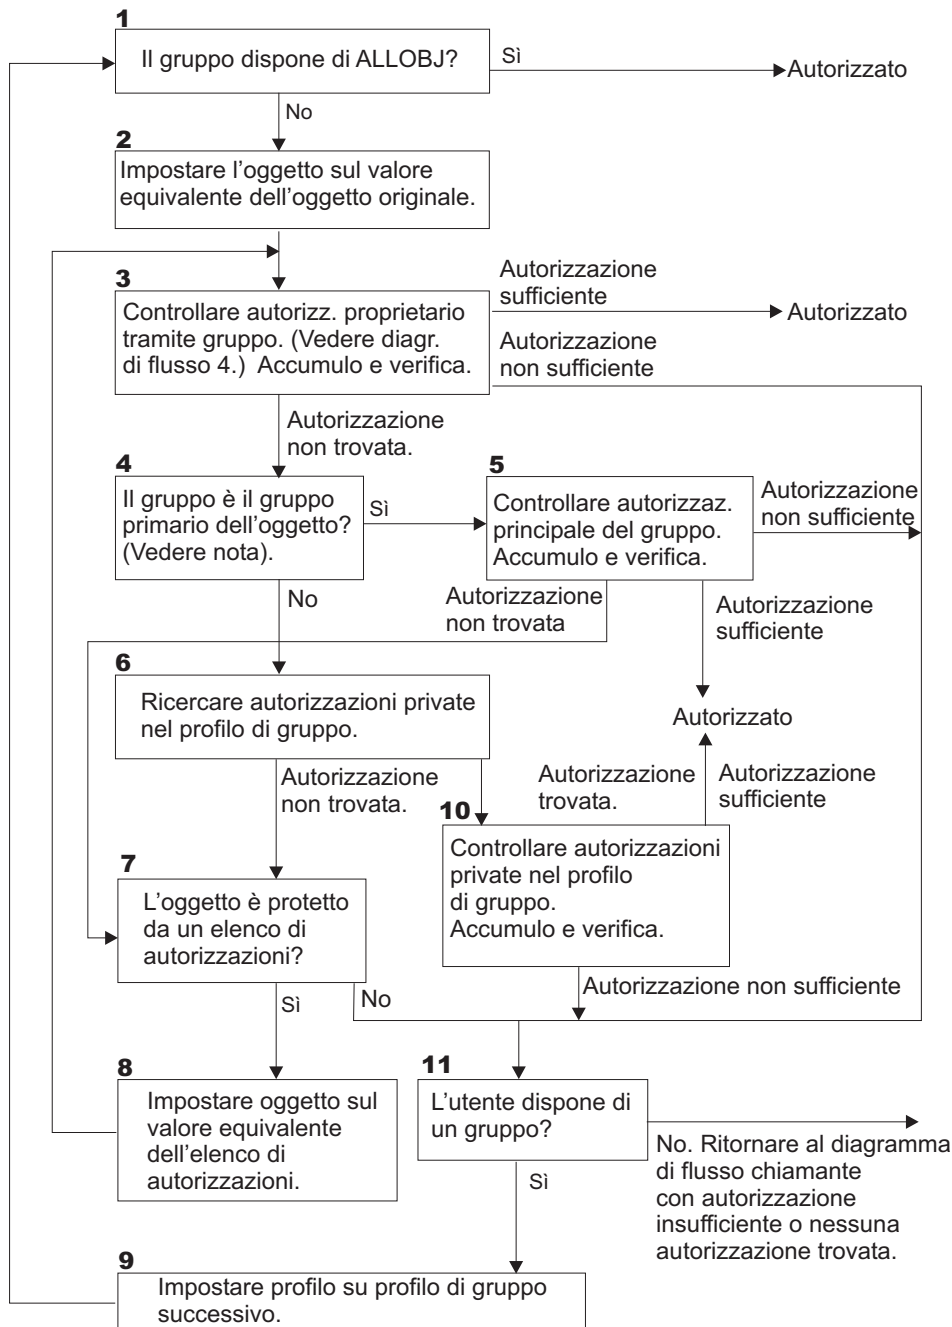 1
Il gruppo dispone di ALLOBJ?
Sì
Autorizzato
No
2
Impostare l'oggetto sul valore
equivalente dell'oggetto originale.
3
Controllare autorizz. proprietario
tramite gruppo. (Vedere diagr.
di flusso 4.) Accumulo e verifica.
Autorizzazione
sufficiente
Autorizzato
Autorizzazione
non sufficiente
Autorizzazione
non trovata.
4
Il gruppo è il gruppo
primario dell'oggetto?
(Vedere nota).
Sì
5
Controllare autorizzaz.
principale del gruppo.
Accumulo e verifica.
Autorizzazione
non sufficiente
No
Autorizzazione
non trovata
Autorizzazione
sufficiente
6
Ricercare autorizzazioni private
nel profilo di gruppo.
Autorizzato
Autorizzazione
non trovata.
Autorizzazione
trovata.
Autorizzazione
sufficiente
10
Controllare autorizzazioni
private nel profilo
di gruppo.
Accumulo e verifica.
7
L'oggetto è protetto
da un elenco di
autorizzazioni?
Sì
No
Autorizzazione non sufficiente
8
Impostare oggetto sul
valore equivalente
dell'elenco di
autorizzazioni.
11
L'utente dispone di
un gruppo?
No. Ritornare al diagramma
di flusso chiamante
con autorizzazione
insufficiente o nessuna
autorizzazione trovata.
Sì
9
Impostare profilo su profilo di gruppo
successivo.